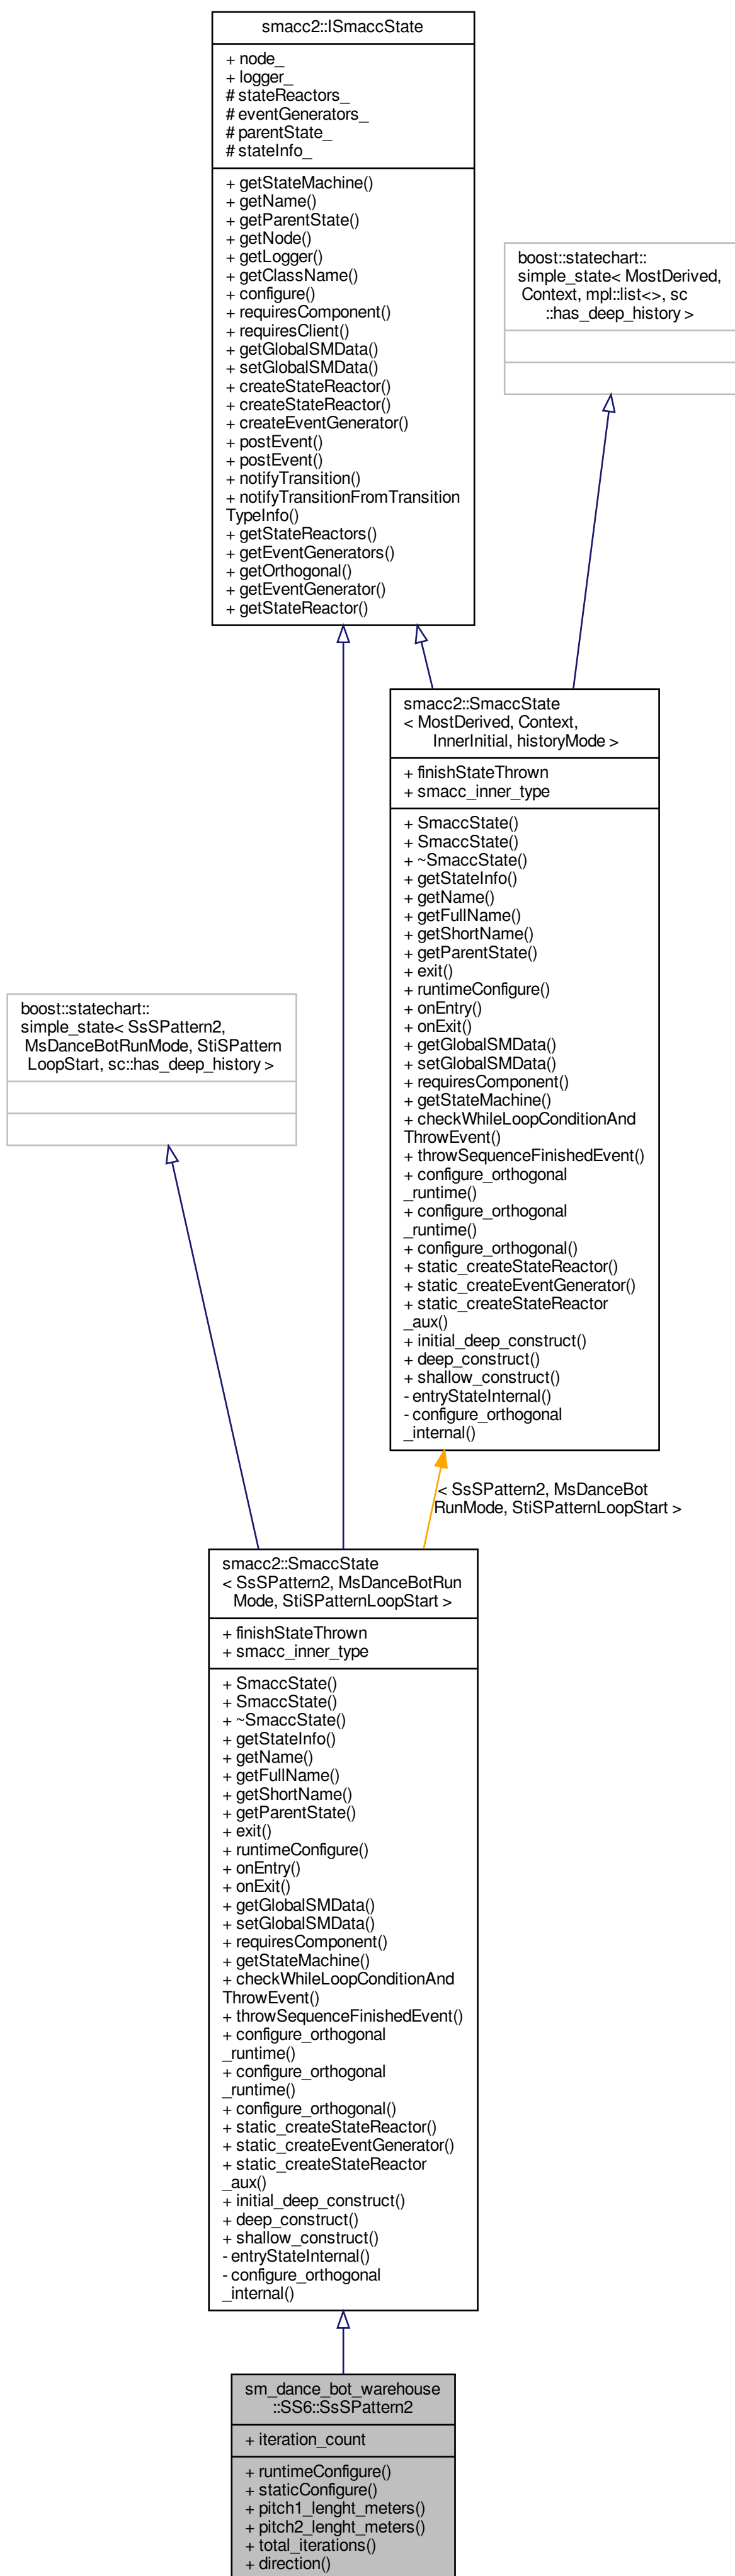 smacc2::ISmaccState
+ node_
+ logger_
# stateReactors_
# eventGenerators_
# parentState_
# stateInfo_
+ getStateMachine()
+ getName()
+ getParentState()
+ getNode()
+ getLogger()
+ getClassName()
+ configure()
+ requiresComponent()
+ requiresClient()
+ getGlobalSMData()
+ setGlobalSMData()
+ createStateReactor()
+ createStateReactor()
+ createEventGenerator()
+ postEvent()
+ postEvent()
+ notifyTransition()
+ notifyTransitionFromTransition
TypeInfo()
+ getStateReactors()
+ getEventGenerators()
+ getOrthogonal()
+ getEventGenerator()
+ getStateReactor()
boost::statechart::
simple_state< MostDerived,
Context, mpl::list<>, sc
::has_deep_history >
smacc2::SmaccState
< MostDerived, Context,
InnerInitial, historyMode >
+ finishStateThrown
+ smacc_inner_type
+ SmaccState()
+ SmaccState()
+ ~SmaccState()
+ getStateInfo()
+ getName()
+ getFullName()
+ getShortName()
+ getParentState()
+ exit()
+ runtimeConfigure()
+ onEntry()
+ onExit()
+ getGlobalSMData()
+ setGlobalSMData()
+ requiresComponent()
+ getStateMachine()
+ checkWhileLoopConditionAnd
ThrowEvent()
+ throwSequenceFinishedEvent()
+ configure_orthogonal
_runtime()
+ configure_orthogonal
_runtime()
+ configure_orthogonal()
+ static_createStateReactor()
+ static_createEventGenerator()
+ static_createStateReactor
_aux()
+ initial_deep_construct()
+ deep_construct()
+ shallow_construct()
- entryStateInternal()
- configure_orthogonal
_internal()
boost::statechart::
simple_state< SsSPattern2,
MsDanceBotRunMode, StiSPattern
LoopStart, sc::has_deep_history >
< SsSPattern2, MsDanceBot
RunMode, StiSPatternLoopStart >
smacc2::SmaccState
< SsSPattern2, MsDanceBotRun
Mode, StiSPatternLoopStart >
+ finishStateThrown
+ smacc_inner_type
+ SmaccState()
+ SmaccState()
+ ~SmaccState()
+ getStateInfo()
+ getName()
+ getFullName()
+ getShortName()
+ getParentState()
+ exit()
+ runtimeConfigure()
+ onEntry()
+ onExit()
+ getGlobalSMData()
+ setGlobalSMData()
+ requiresComponent()
+ getStateMachine()
+ checkWhileLoopConditionAnd
ThrowEvent()
+ throwSequenceFinishedEvent()
+ configure_orthogonal
_runtime()
+ configure_orthogonal
_runtime()
+ configure_orthogonal()
+ static_createStateReactor()
+ static_createEventGenerator()
+ static_createStateReactor
_aux()
+ initial_deep_construct()
+ deep_construct()
+ shallow_construct()
- entryStateInternal()
- configure_orthogonal
_internal()
sm_dance_bot_warehouse
::SS6::SsSPattern2
+ iteration_count
+ runtimeConfigure()
+ staticConfigure()
+ pitch1_lenght_meters()
+ pitch2_lenght_meters()
+ total_iterations()
+ direction()